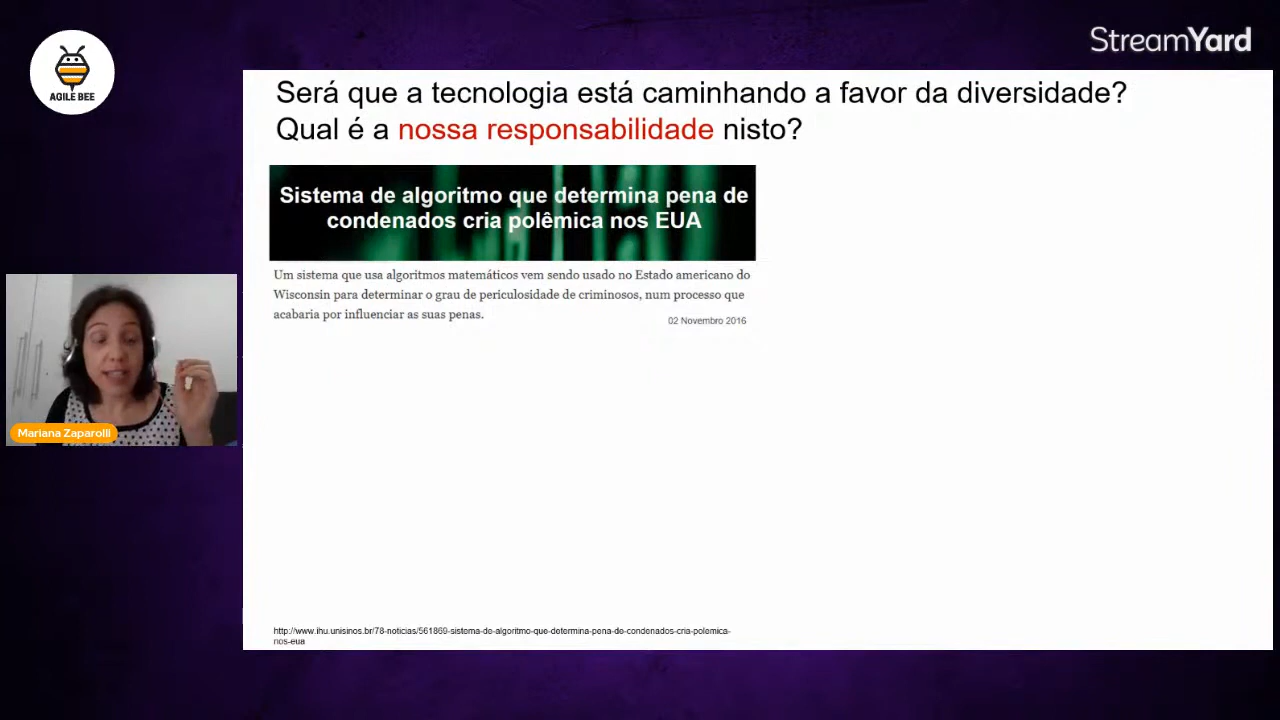 StreamYard
AGILE BEE
Será que a tecnologia está caminhando a favor da diversidade?
Qual é a nossa responsabilidade nisto?
Sistema de algoritmo que determina pena de
condenados cria polêmica nos EUA
Um sistema que usa algoritmos matemáticos vem sendo usado no Estado americano do
Wisconsin para determinar o grau de periculosidade de criminosos, num processo que
acabaria por influenciar as suas penas.
02 Novembro 2016
Mariana Zaparolli
http://www.ihu.unisinos.br/78-noticias/561869-sistema-de-algoritmo-que-determina-pena-de-condenados-cria-polemica-
nos-eua